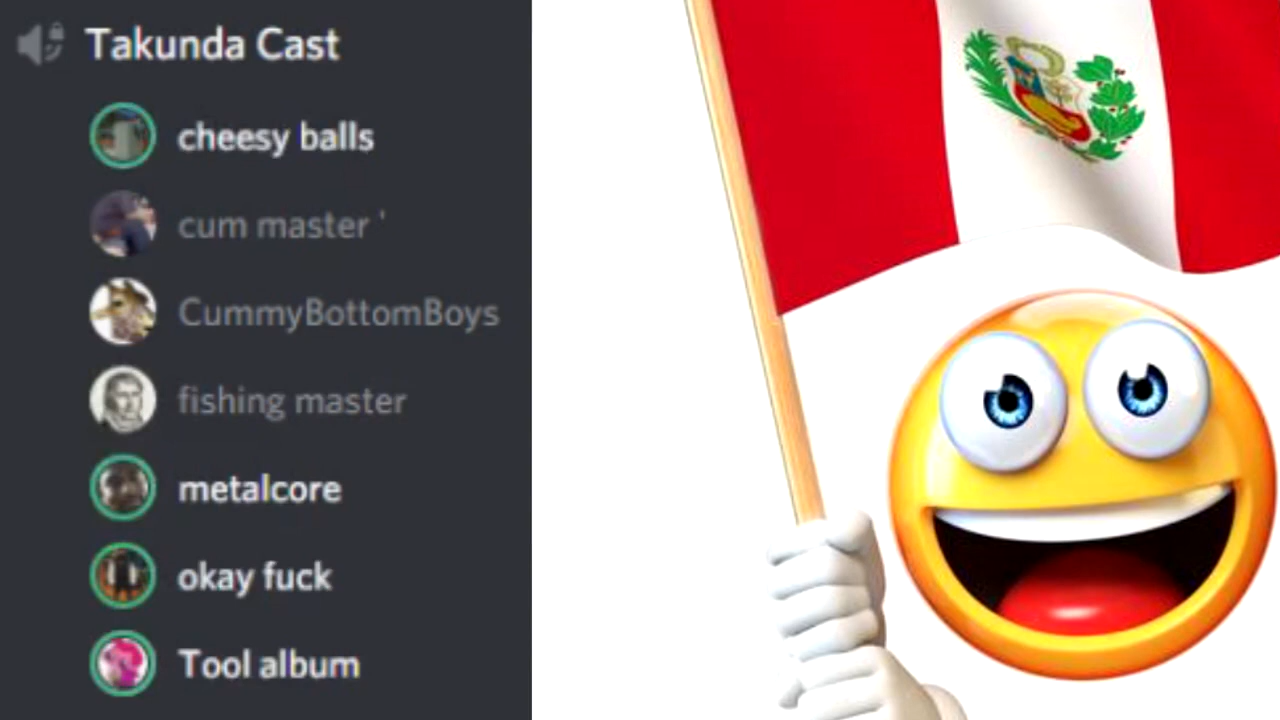 Takunda Cast
cheesy balls
cum master '
CummyBottomBoys
fishing master
metalcore
okay fuck
Tool album